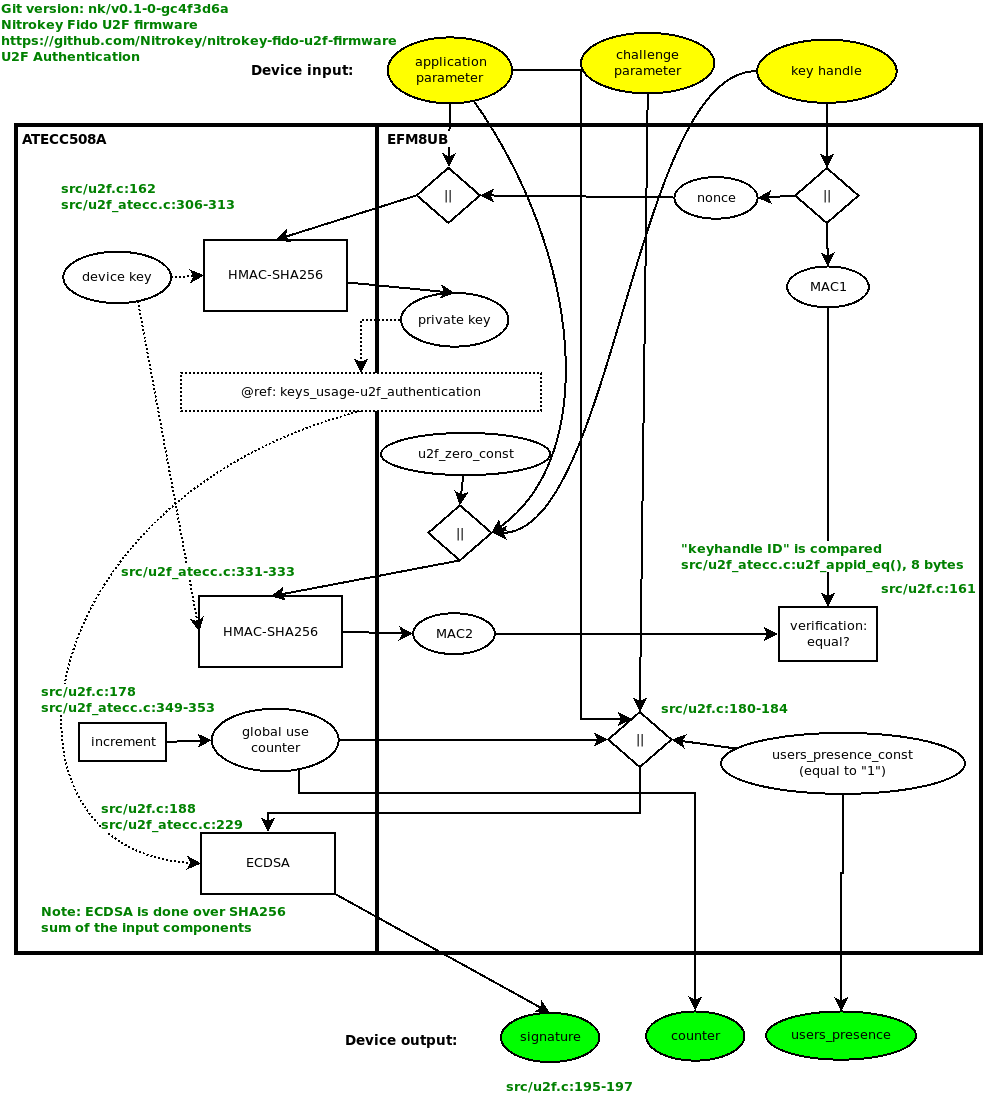 Git version: nk/v0.1-0-gc4f3d6a
Nitrokey Fido U2F firmware
https://github.com/Nitrokey/nitrokey-fido-u2f-firmware
U2F Authentication
Device input:
application
parameter
challenge
parameter
key handle
ATECC508A
EFM8UB
src/u2f.c:162
src/u2f_atecc.c:306-313
||
nonce
||
device key
HMAC-SHA256
MAC1
private key
@ref: keys_usage-u2f_authentication
u2f_zero_const
||
"keyhandle ID" is compared
src/u2f_atecc.c:u2f_appid_eq(), 8 bytes
src/u2f_atecc.c:331-333
src/u2f.c:161
HMAC-SHA256
MAC2
verification:
equal?
src/u2f.c:178
src/u2f_atecc.c:349-353
src/u2f.c:180-184
increment
global use
counter
||
users_presence_const
(equal to "1")
src/u2f.c:188
src/u2f_atecc.c:229
ECDSA
Note: ECDSA is done over SHA256
sum of the input components
Device output:
signature
counter
users_presence
src/u2f.c:195-197